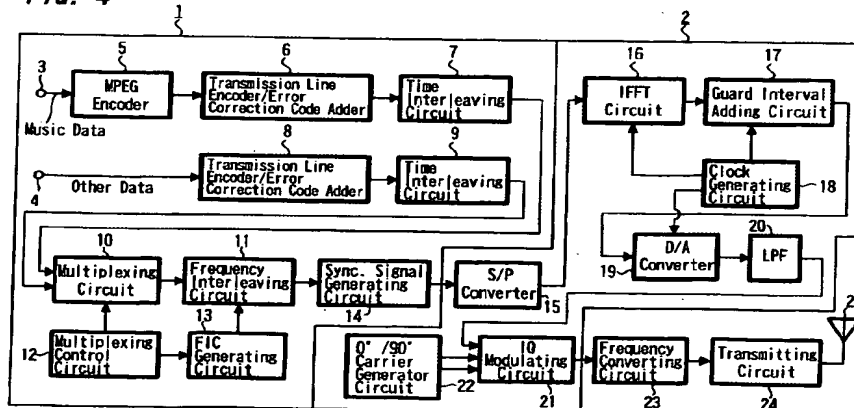 1
2
3
5
MPEG
Encoder
Music Data
6
Transmission Line
Encoder/Error
Correction Code Adder
7
Time
Interleaving
Circuit
4
Other Data
8
Transmission Line
Encoder/Error
Correction Code Adder
9
Time
Interleaving
Circuit
16
IFFT
Circuit
17
Guard Interval
Adding Circuit
Clock
Generating
Circuit
18
10
Multiplexing
Circuit
11
Frequency
Interleaving
Circuit
Sync. Signal
Generating
Circuit
14
S/P
Converter
15
19
D/A
Converter
20
LPF
12
Multiplexing
Control
Circuit
13
FIC
Generating
Circuit
0° /90°
Carrier
Generator
Circuit
22
IQ
Modulating
Circuit
21
Frequency
Converting
Circuit
23
Transmitting
Circuit
24